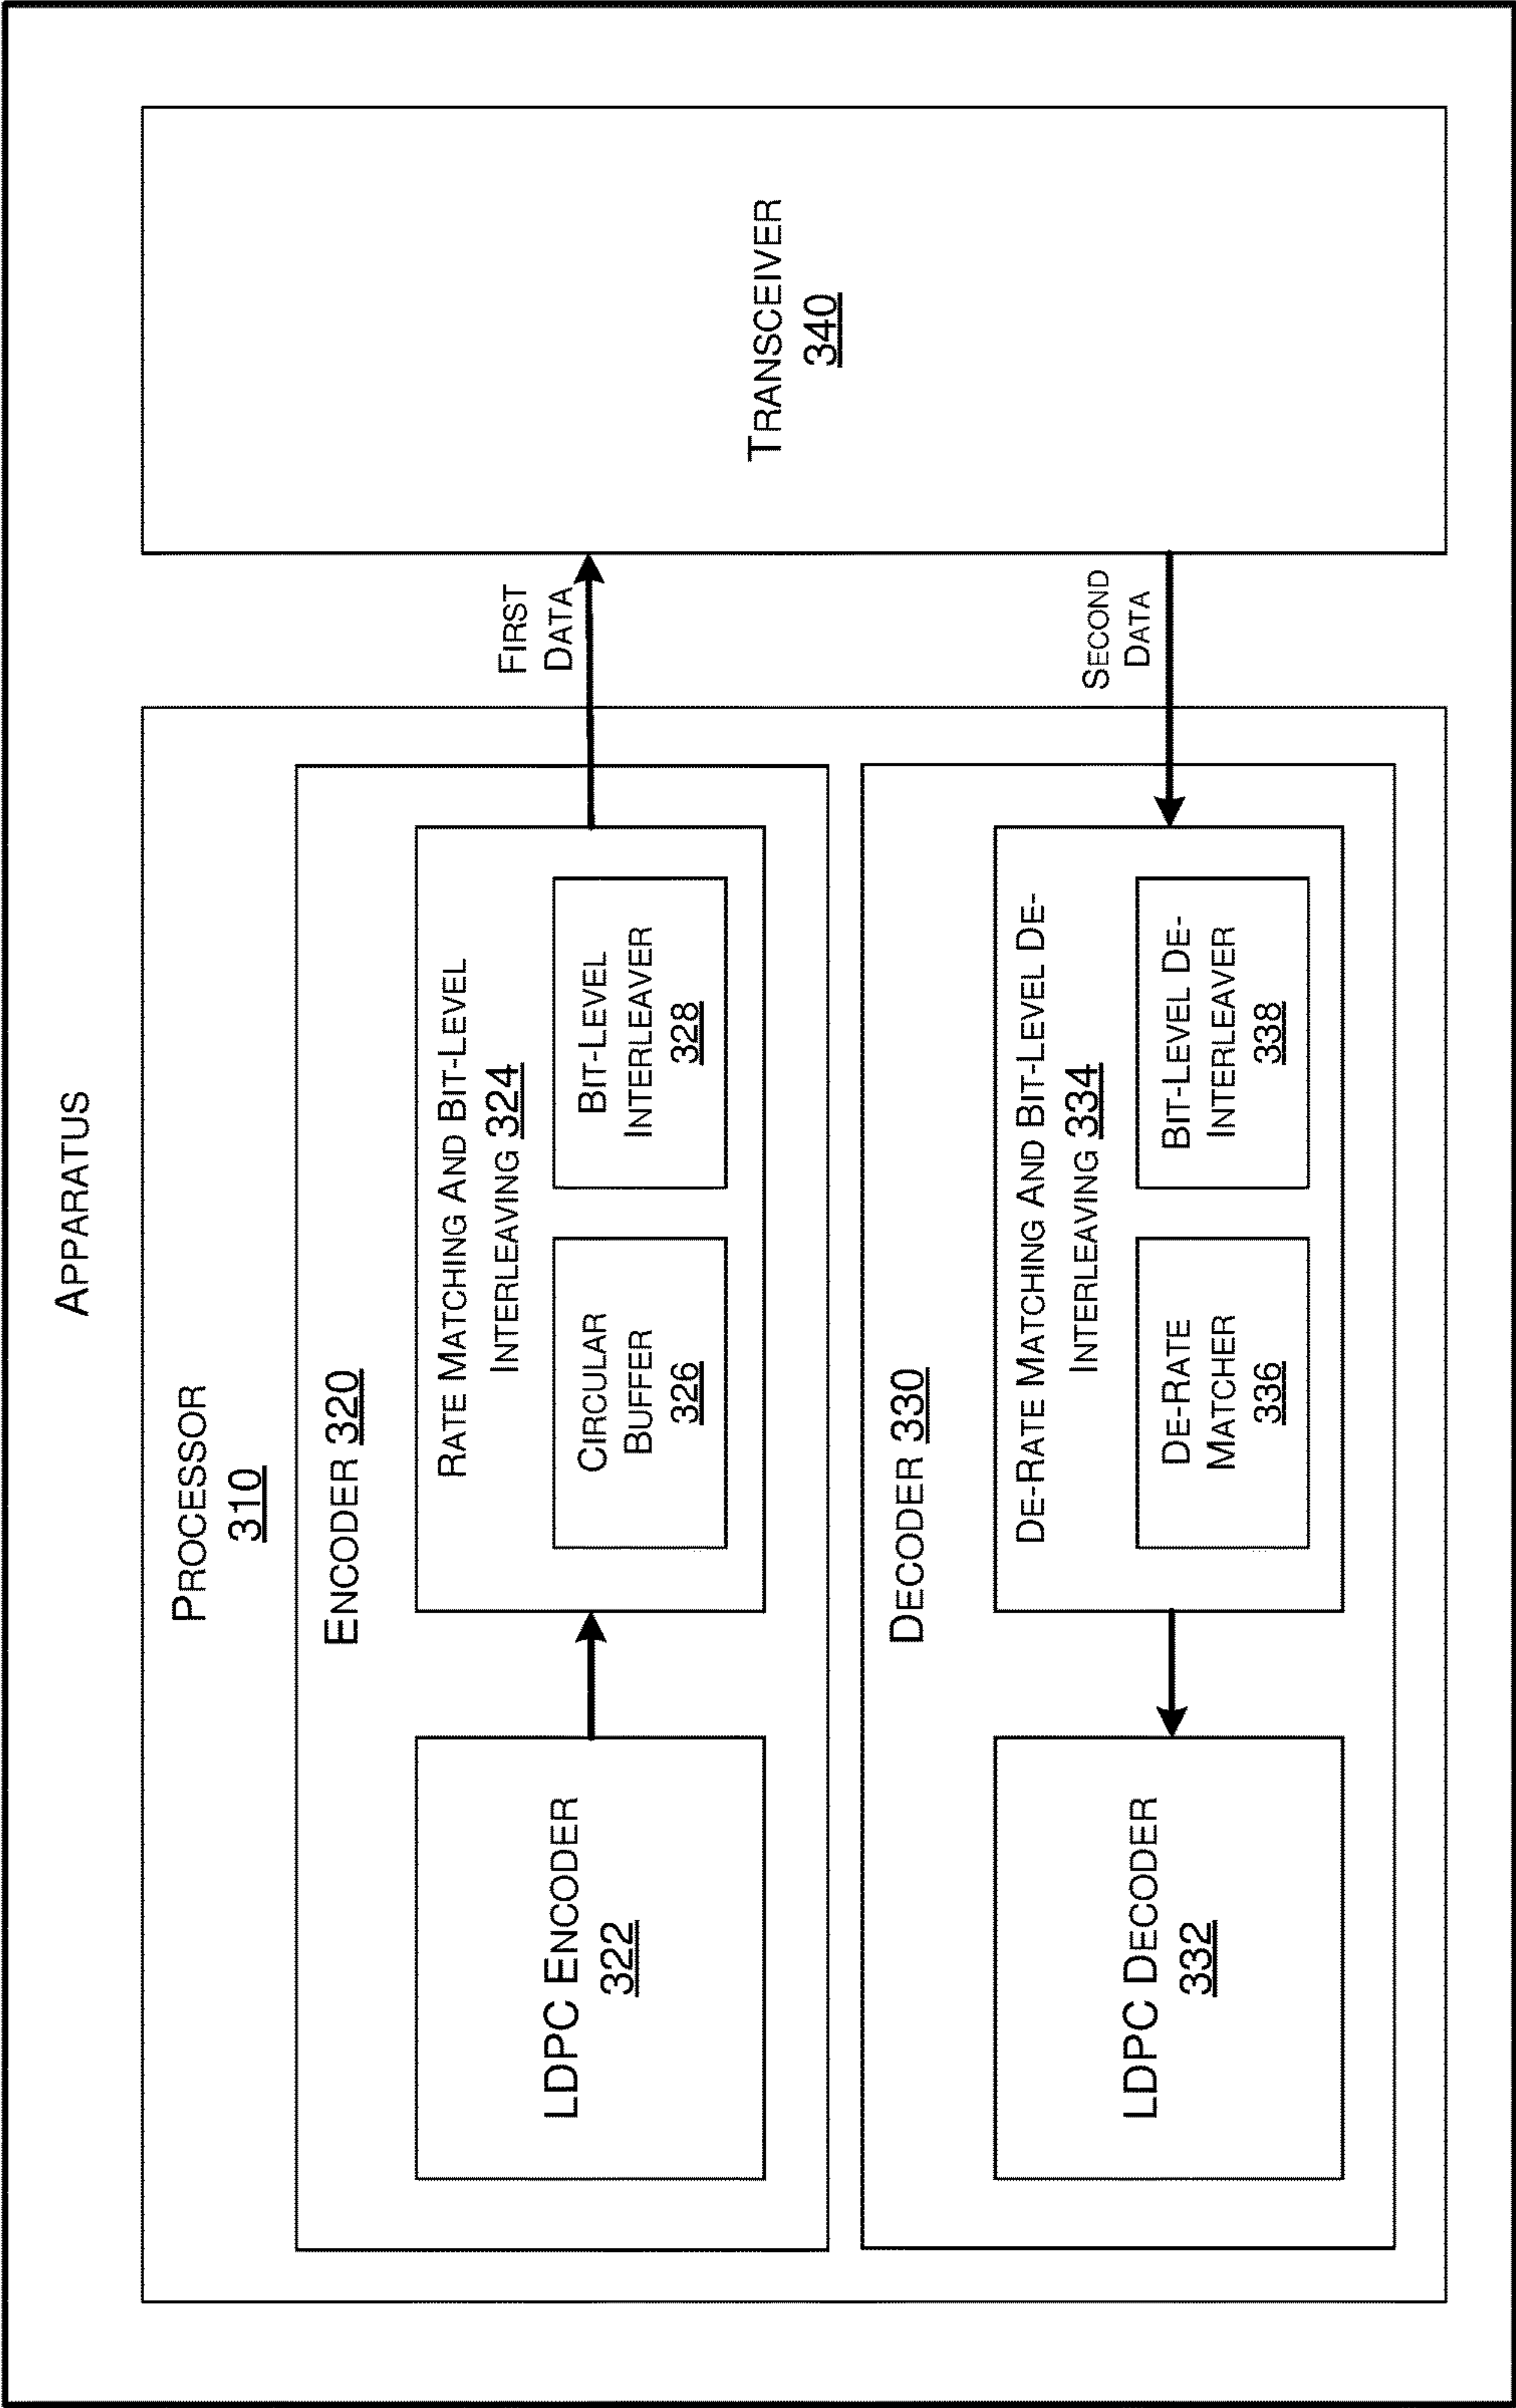 APPARATUS
PROCESSOR
310
ENCODER 320
LDPC ENCODER
322
RATE MATCHING AND BIT-LEVEL
INTERLEAVING 324
CIRCULAR
BUFFER
326
BIT-LEVEL
INTERLEAVER
328
FIRST
DATA
DECODER 330
LDPC DECODER
332
DE-RATE MATCHING AND BIT-LEVEL DE-
INTERLEAVING 334
DE-RATE
MATCHER
336
BIT-LEVEL DE-
INTERLEAVER
338
SECOND
DATA
TRANSCEIVER
340